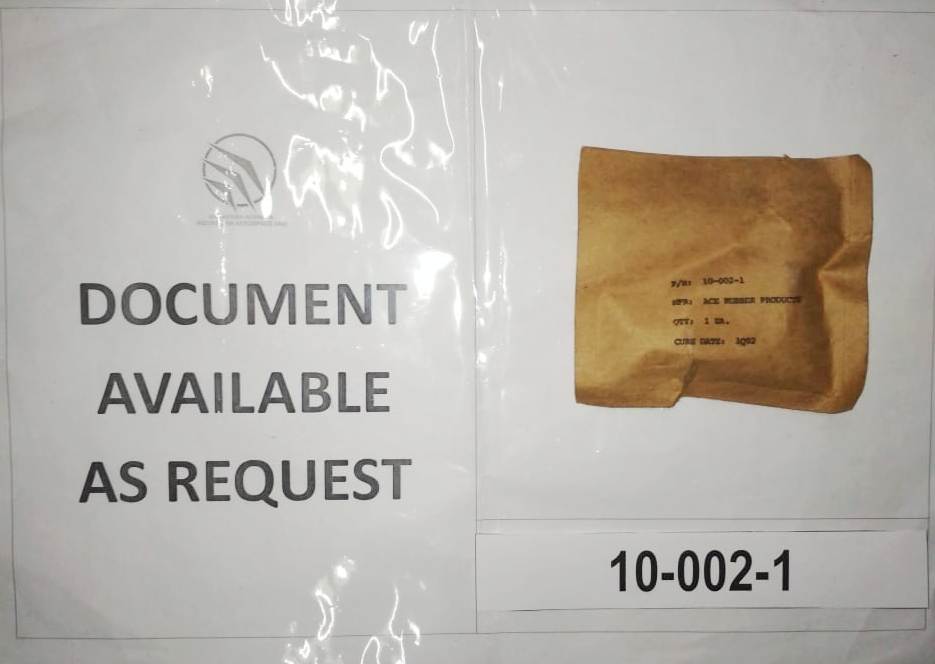 DOCUMENT
AVAILABLE
AS REQUEST
P/N: 10-002-1
MFR: ACE RUBBER PRODUCTS
QTY: 1 EA.
CURE DATE: 3Q82
10-002-1